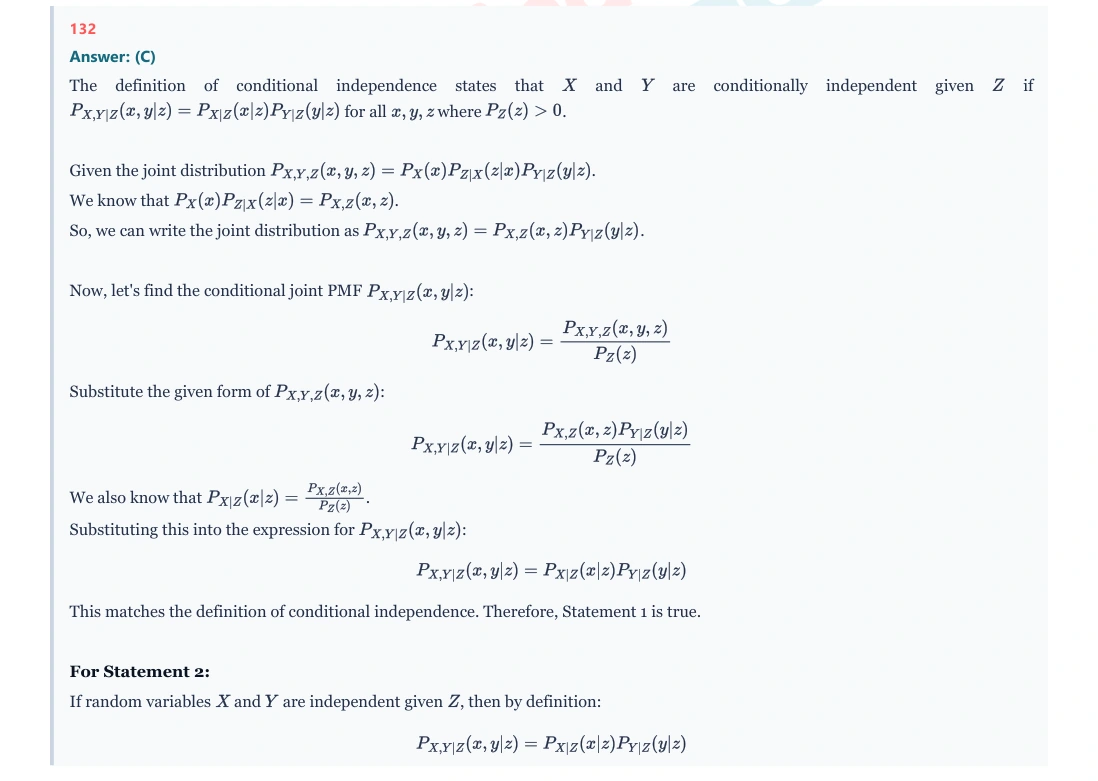 132
Answer: (C)
The definition of conditional independence states that X and Y are conditionally independent given Z if
P_{X,Y|Z}(x, y|z) = P_{X|Z}(x|z)P_{Y|Z}(y|z) for all x, y, z where P_Z(z) > 0.
Given the joint distribution P_{X,Y,Z}(x, y, z) = P_X(x)P_{Z|X}(z|x)P_{Y|Z}(y|z).
We know that P_X(x)P_{Z|X}(z|x) = P_{X,Z}(x, z).
So, we can write the joint distribution as P_{X,Y,Z}(x, y, z) = P_{X,Z}(x, z)P_{Y|Z}(y|z).
Now, let's find the conditional joint PMF P_{X,Y|Z}(x, y|z):
P_{X,Y|Z}(x, y|z) = \frac{P_{X,Y,Z}(x, y, z)}{P_Z(z)}
Substitute the given form of P_{X,Y,Z}(x, y, z):
P_{X,Y|Z}(x, y|z) = \frac{P_{X,Z}(x, z)P_{Y|Z}(y|z)}{P_Z(z)}
We also know that P_{X|Z}(x|z) = \frac{P_{X,Z}(x,z)}{P_Z(z)}.
Substituting this into the expression for P_{X,Y|Z}(x, y|z):
P_{X,Y|Z}(x, y|z) = P_{X|Z}(x|z)P_{Y|Z}(y|z)
This matches the definition of conditional independence. Therefore, Statement 1 is true.
For Statement 2:
If random variables X and Y are independent given Z, then by definition:
P_{X,Y|Z}(x, y|z) = P_{X|Z}(x|z)P_{Y|Z}(y|z)